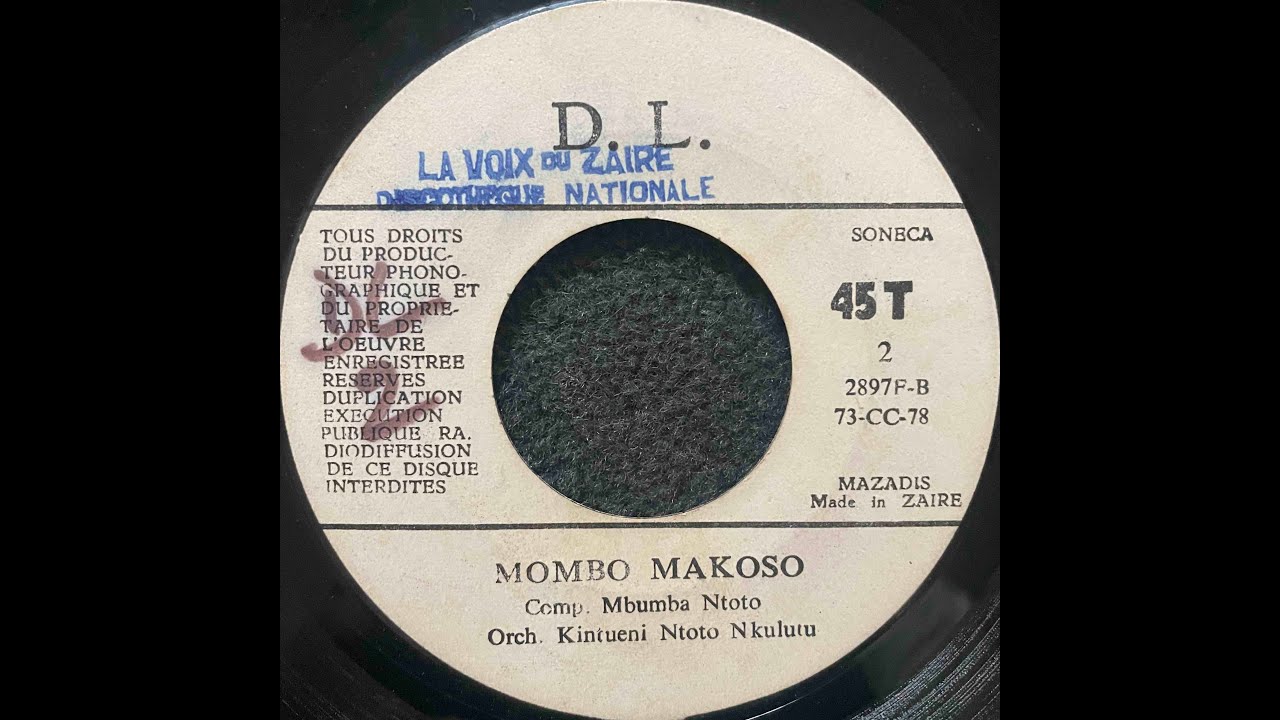 D. L.
LA VOIX DU ZAIRE
DISCOTHEQUE NATIONALE
TOUS DROITS
DU PRODUC-
TEUR PHONO-
GRAPHIQUE ET
DU PROPRIE-
TAIRE DE
L'OEUVRE
ENREGISTREE
RESERVES
DUPLICATION
EXECUTION
PUBLIQUE RA.
DIODIFFUSION
DE CE DISQUE
INTERDITES
SONECA
45 T
2
2897F-B
73-CC-78
MAZADIS
Made in ZAIRE
MOMBO MAKOSO
Comp. Mbumba Ntoto
Orch. Kintueni Ntoto Nkulutu